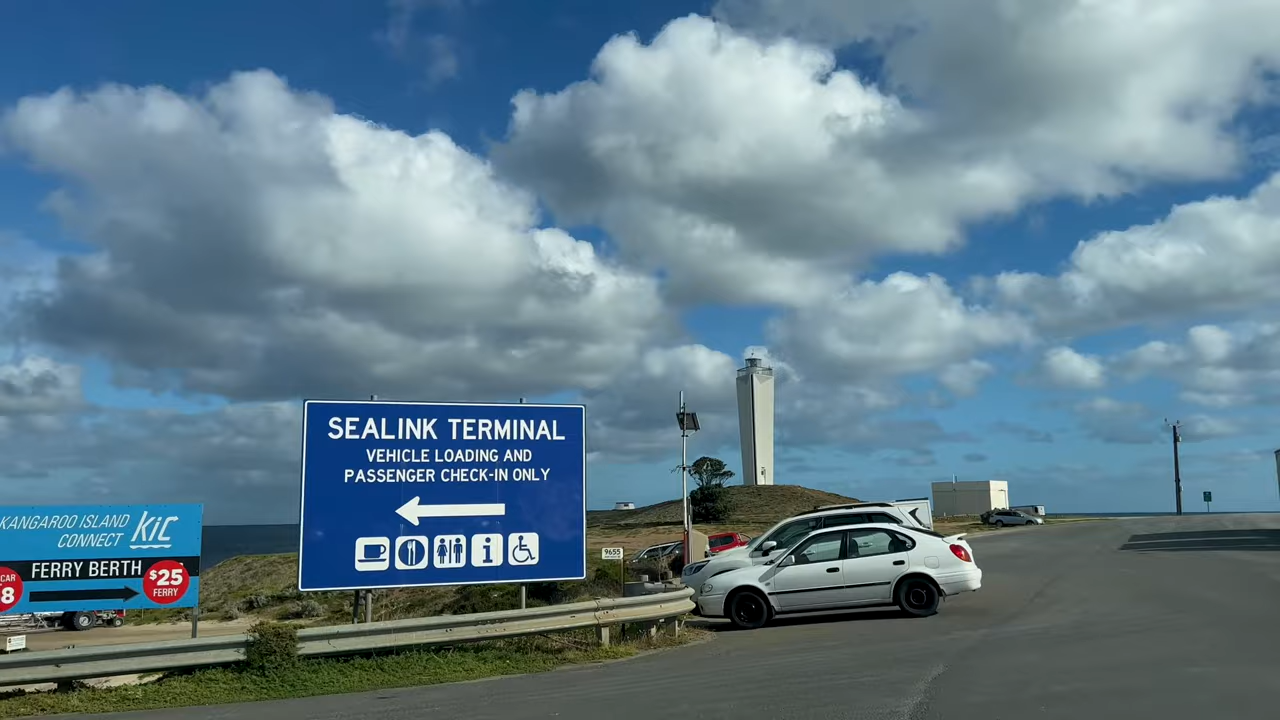 SEALINK TERMINAL
VEHICLE LOADING AND
PASSENGER CHECK-IN ONLY
i
KANGAROO ISLAND
CONNECT
KIC
FERRY BERTH
CAR
8
$25
FERRY
9655